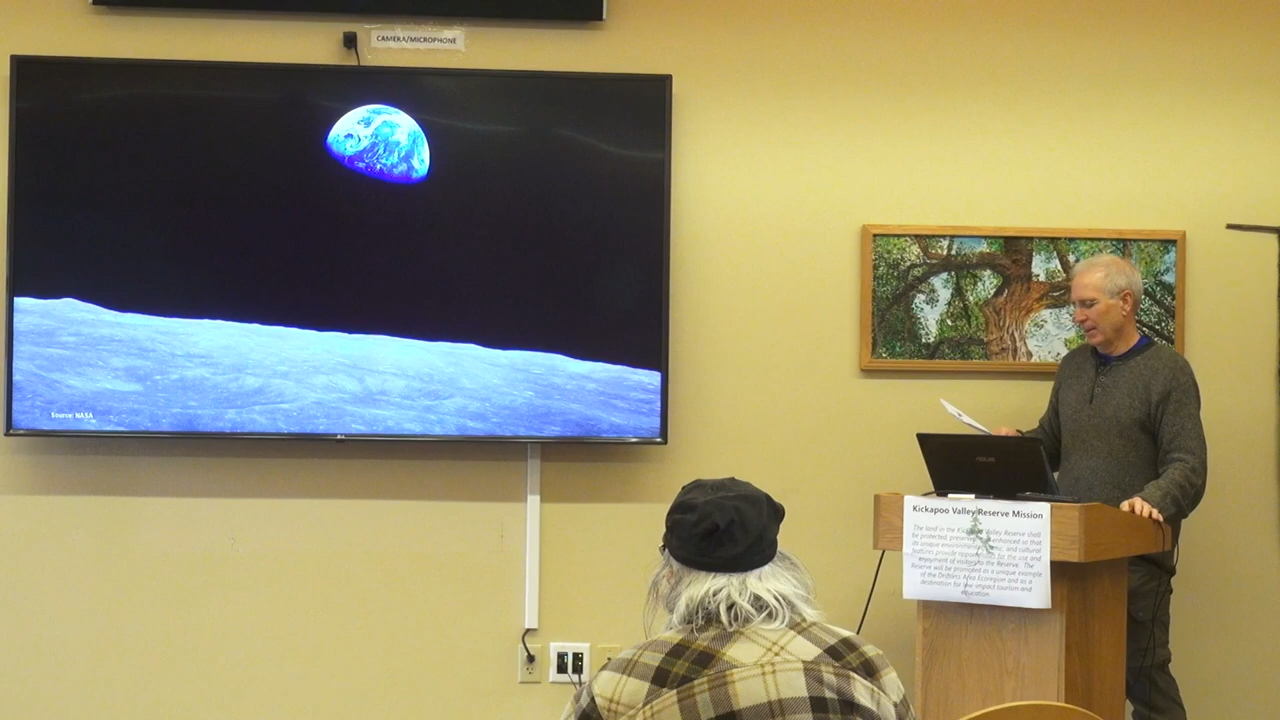 CAMERA/MICROPHONE
Source: NASA
LG
ASUS
Kickapoo Valley Reserve Mission
The land in the Kickapoo Valley Reserve shall
be protected, preserved and enhanced so that
its unique environmental, scenic, and cultural
features provide opportunities for the use and
enjoyment of visitors to the Reserve. The
Reserve will be promoted as a unique example
of the Driftless Area Ecoregion and as a
destination for low-impact tourism and
education.